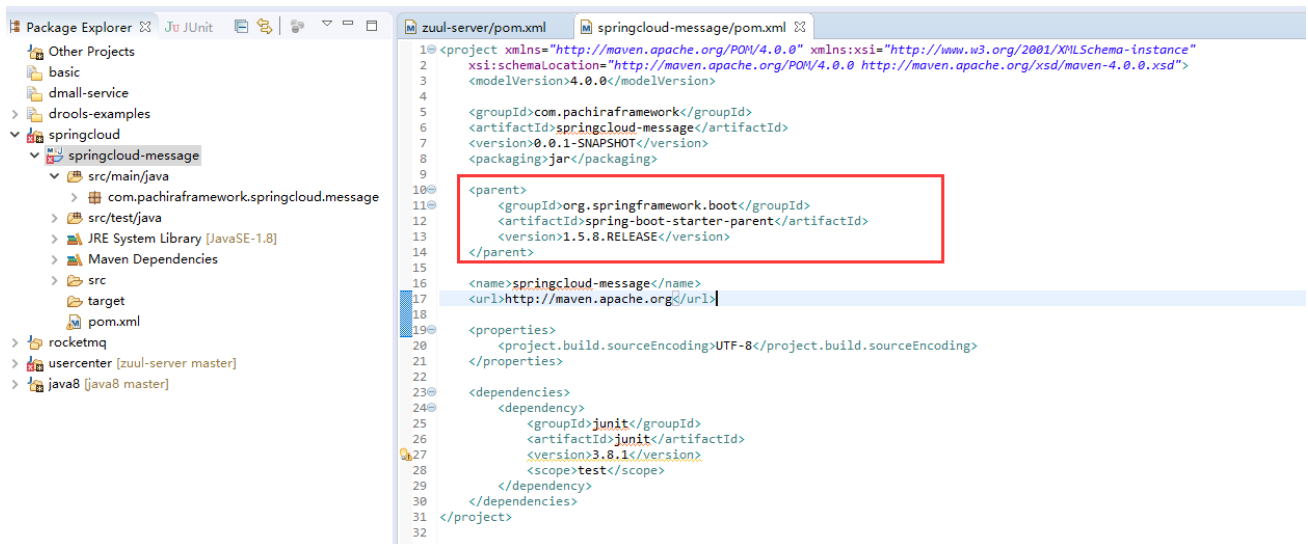 Package Explorer
JUnit
Other Projects
basic
dmall-service
drools-examples
springcloud
springcloud-message
src/main/java
com.pachiraframework.springcloud.message
src/test/java
JRE System Library [JavaSE-1.8]
Maven Dependencies
src
target
pom.xml
rocketmq
usercenter [zuul-server master]
java8 [java8 master]
zuul-server/pom.xml
springcloud-message/pom.xml
1 <project xmlns="http://maven.apache.org/POM/4.0.0" xmlns:xsi="http://www.w3.org/2001/XMLSchema-instance"
2 xsi:schemaLocation="http://maven.apache.org/POM/4.0.0 http://maven.apache.org/xsd/maven-4.0.0.xsd">
3 <modelVersion>4.0.0</modelVersion>
4
5 <groupId>com.pachiraframework</groupId>
6 <artifactId>springcloud-message</artifactId>
7 <version>0.0.1-SNAPSHOT</version>
8 <packaging>jar</packaging>
9
10 <parent>
11 <groupId>org.springframework.boot</groupId>
12 <artifactId>spring-boot-starter-parent</artifactId>
13 <version>1.5.8.RELEASE</version>
14 </parent>
15
16 <name>springcloud-message</name>
17 <url>http://maven.apache.org</url>
18
19 <properties>
20 <project.build.sourceEncoding>UTF-8</project.build.sourceEncoding>
21 </properties>
22
23 <dependencies>
24 <dependency>
25 <groupId>junit</groupId>
26 <artifactId>junit</artifactId>
27 <version>3.8.1</version>
28 <scope>test</scope>
29 </dependency>
30 </dependencies>
31 </project>
32